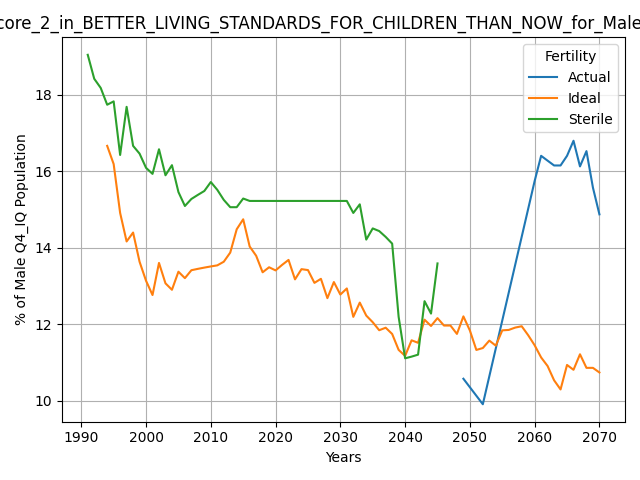 core_2_in_BETTER_LIVING_STANDARDS_FOR_CHILDREN_THAN_NOW_for_Male
Fertility
Actual
Ideal
Sterile
% of Male Q4_IQ Population
18
16
14
12
10
1990 2000 2010 2020 2030 2040 2050 2060 2070
Years